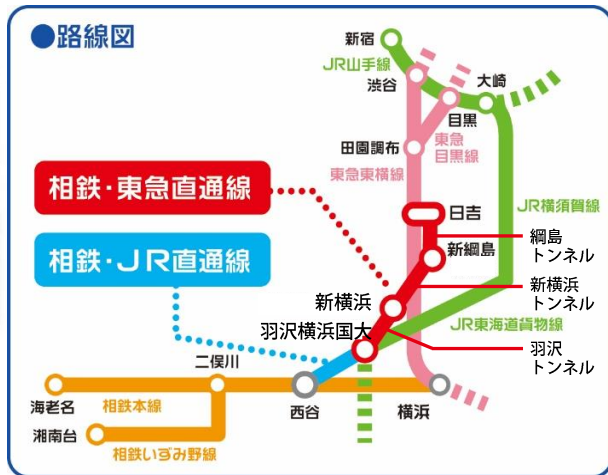 ●路線図
新宿
JR山手線
渋谷
大崎
目黒
田園調布
東急
目黒線
東急東横線
相鉄・東急直通線
日吉
JR横須賀線
綱島
トンネル
新綱島
相鉄・JR直通線
新横浜
トンネル
新横浜
羽沢横浜国大
JR東海道貨物線
羽沢
トンネル
二俣川
海老名
相鉄本線
西谷
横浜
湘南台
相鉄いずみ野線